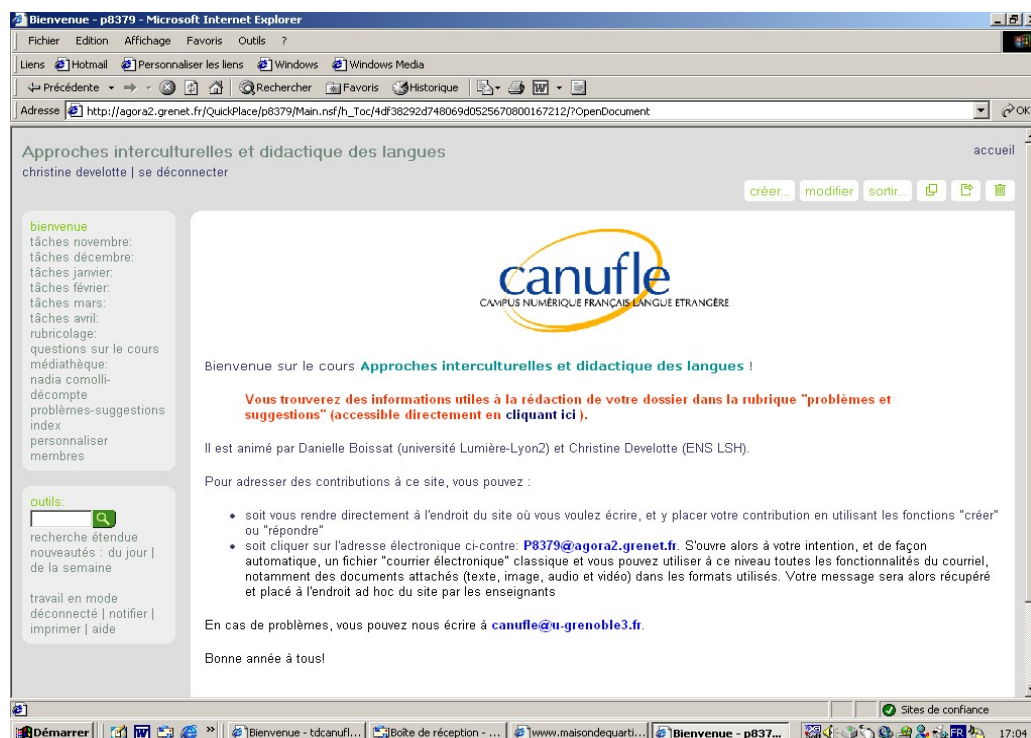 Bienvenue - p8379 - Microsoft Internet Explorer
Fichier Edition Affichage Favoris Outils ?
Liens Hotmail Personnaliser les liens Windows Windows Media
Précédente Rechercher Favoris Historique
Adresse http://agora2.grenet.fr/QuickPlace/p8379/Main.nsf/h_Toc/4df38292d748069d0525670800167212/?OpenDocument OK
Approches interculturelles et didactique des langues
accueil
christine develotte | se déconnecter
créer... modifier sortir...
bienvenue
tâches novembre:
tâches décembre:
tâches janvier:
tâches février:
tâches mars:
tâches avril:
rubricolage:
questions sur le cours
médiathèque:
nadia comolli-
décompte
problèmes-suggestions
index
personnaliser
membres
outils:
recherche étendue
nouveautés : du jour |
de la semaine
travail en mode
déconnecté | notifier |
imprimer | aide
canufle
CAMPUS NUMÉRIQUE FRANÇAIS LANGUE ETRANGÈRE
Bienvenue sur le cours Approches interculturelles et didactique des langues !
Vous trouverez des informations utiles à la rédaction de votre dossier dans la rubrique "problèmes et
suggestions" (accessible directement en cliquant ici ).
Il est animé par Danielle Boissat (université Lumière-Lyon2) et Christine Develotte (ENS LSH).
Pour adresser des contributions à ce site, vous pouvez :
• soit vous rendre directement à l'endroit du site où vous voulez écrire, et y placer votre contribution en utilisant les fonctions "créer"
ou "répondre"
• soit cliquer sur l'adresse électronique ci-contre: P8379@agora2.grenet.fr. S'ouvre alors à votre intention, et de façon
automatique, un fichier "courrier électronique" classique et vous pouvez utiliser à ce niveau toutes les fonctionnalités du courriel,
notamment des documents attachés (texte, image, audio et vidéo) dans les formats utilisés. Votre message sera alors récupéré
et placé à l'endroit ad hoc du site par les enseignants
En cas de problèmes, vous pouvez nous écrire à canufle@u-grenoble3.fr.
Bonne année à tous!
Sites de confiance
Démarrer Bienvenue - tdcanufl... Boîte de réception - ... www.maisondequarti... Bienvenue - p837... FR 17:04